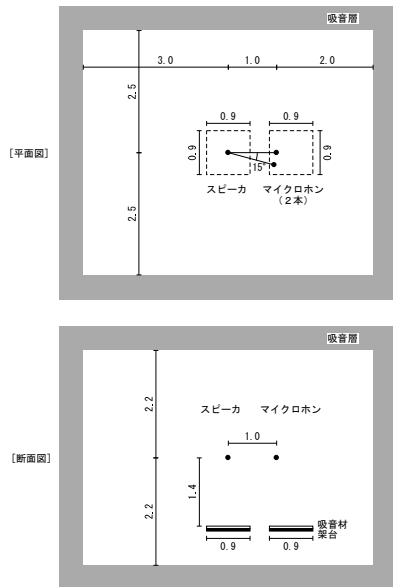 吸音層
3.0
1.0
2.0
2.5
0.9
0.9
[平面図]
0.9
0.9
15°
スピーカ
マイクロホン
(2本)
2.5
吸音層
2.2
スピーカ
マイクロホン
1.0
[断面図]
1.4
2.2
吸音材
架台
0.9
0.9